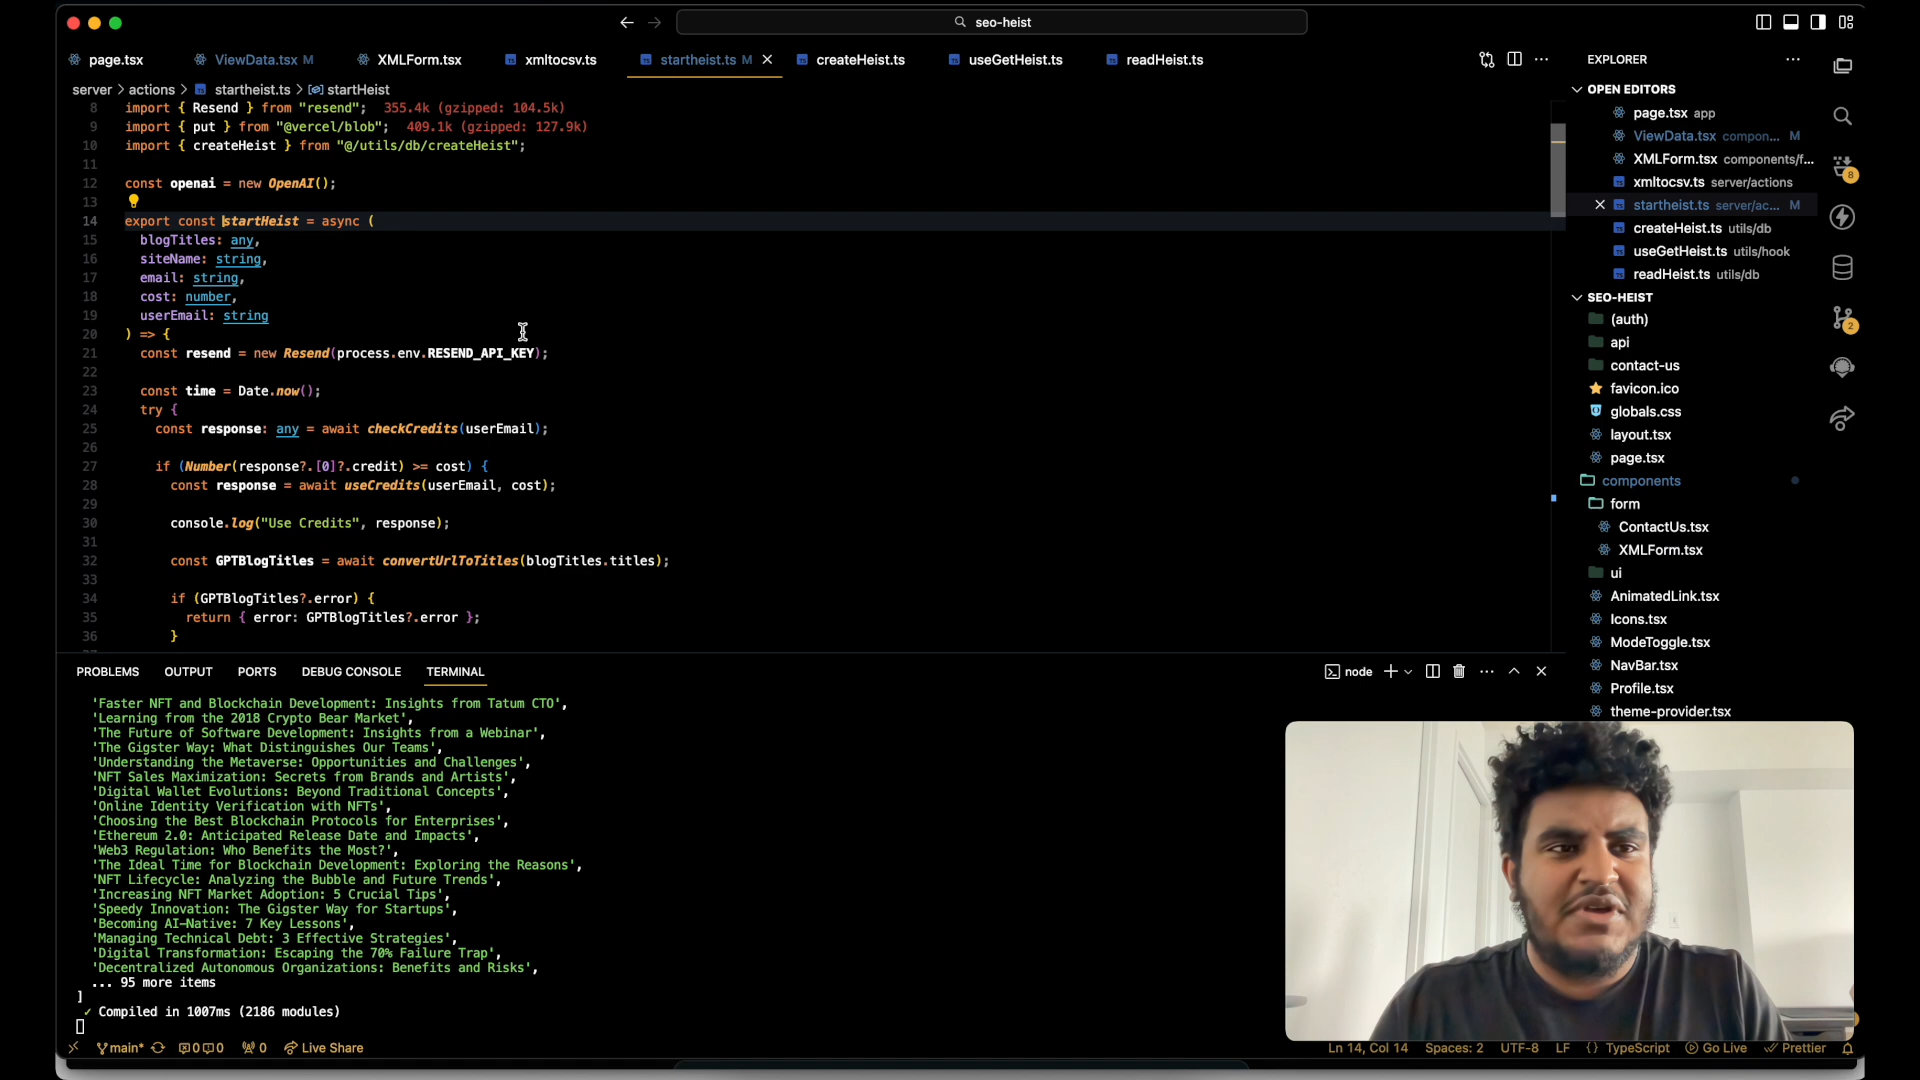 seo-heist
page.tsx
ViewData.tsx M
XMLForm.tsx
xmltocsv.ts
startheist.ts M
createHeist.ts
useGetHeist.ts
readHeist.ts
server > actions > startheist.ts > startHeist
8 import { Resend } from "resend"; 355.4k (gzipped: 104.5k)
9 import { put } from "@vercel/blob"; 409.1k (gzipped: 127.9k)
10 import { createHeist } from "@/utils/db/createHeist";
11
12 const openai = new OpenAI();
13
14 export const startHeist = async (
15 blogTitles: any,
16 siteName: string,
17 email: string,
18 cost: number,
19 userEmail: string
20 ) => {
21 const resend = new Resend(process.env.RESEND_API_KEY);
22
23 const time = Date.now();
24 try {
25 const response: any = await checkCredits(userEmail);
26
27 if (Number(response?.[0]?.credit) >= cost) {
28 const response = await useCredits(userEmail, cost);
29
30 console.log("Use Credits", response);
31
32 const GPTBlogTitles = await convertUrlToTitles(blogTitles.titles);
33
34 if (GPTBlogTitles?.error) {
35 return { error: GPTBlogTitles?.error };
36 }
PROBLEMS OUTPUT PORTS DEBUG CONSOLE TERMINAL
node
'Faster NFT and Blockchain Development: Insights from Tatum CTO',
'Learning from the 2018 Crypto Bear Market',
'The Future of Software Development: Insights from a Webinar',
'The Gigster Way: What Distinguishes Our Teams',
'Understanding the Metaverse: Opportunities and Challenges',
'NFT Sales Maximization: Secrets from Brands and Artists',
'Digital Wallet Evolutions: Beyond Traditional Concepts',
'Online Identity Verification with NFTs',
'Choosing the Best Blockchain Protocols for Enterprises',
'Ethereum 2.0: Anticipated Release Date and Impacts',
'Web3 Regulation: Who Benefits the Most?',
'The Ideal Time for Blockchain Development: Exploring the Reasons',
'NFT Lifecycle: Analyzing the Bubble and Future Trends',
'Increasing NFT Market Adoption: 5 Crucial Tips',
'Speedy Innovation: The Gigster Way for Startups',
'Becoming AI-Native: 7 Key Lessons',
'Managing Technical Debt: 3 Effective Strategies',
'Digital Transformation: Escaping the 70% Failure Trap',
'Decentralized Autonomous Organizations: Benefits and Risks',
... 95 more items
]
✓ Compiled in 1007ms (2186 modules)
main* 0 0 0 Live Share
Ln 14, Col 14 Spaces: 2 UTF-8 LF {} TypeScript Go Live Prettier
EXPLORER
OPEN EDITORS
page.tsx app
ViewData.tsx compon... M
XMLForm.tsx components/f...
xmltocsv.ts server/actions
startheist.ts server/ac... M
createHeist.ts utils/db
useGetHeist.ts utils/hook
readHeist.ts utils/db
SEO-HEIST
(auth)
api
contact-us
favicon.ico
globals.css
layout.tsx
page.tsx
components
form
ContactUs.tsx
XMLForm.tsx
ui
AnimatedLink.tsx
Icons.tsx
ModeToggle.tsx
NavBar.tsx
Profile.tsx
theme-provider.tsx
8
2